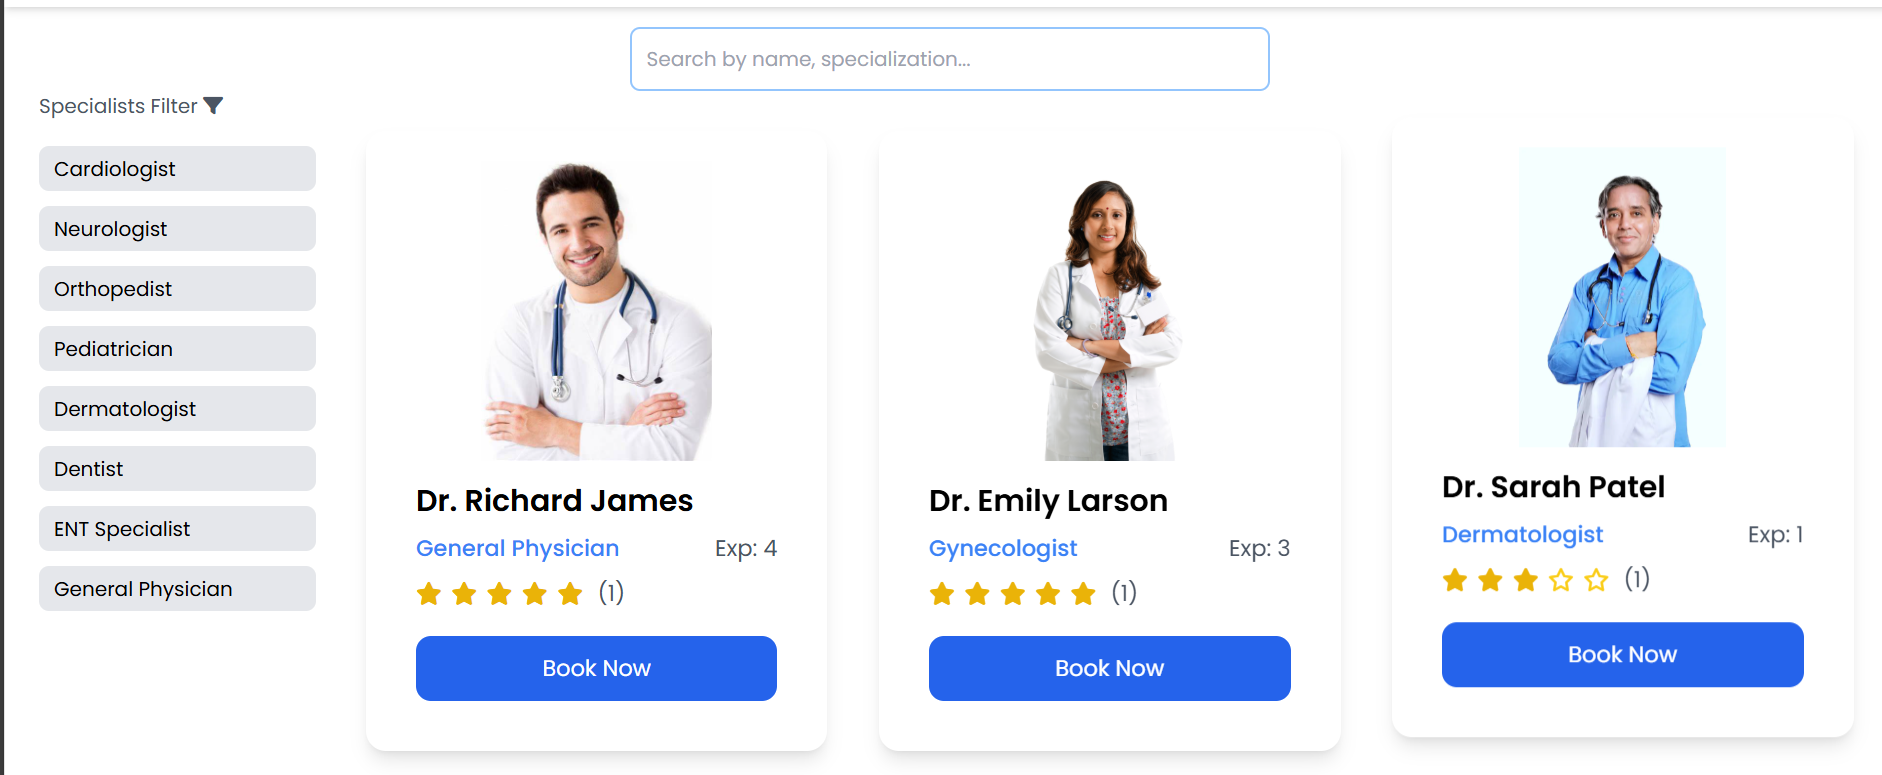 Search by name, specialization...
Specialists Filter
Cardiologist
Neurologist
Orthopedist
Pediatrician
Dermatologist
Dentist
ENT Specialist
General Physician
Dr. Richard James
General Physician Exp: 4
(1)
Book Now
Dr. Emily Larson
Gynecologist Exp: 3
(1)
Book Now
Dr. Sarah Patel
Dermatologist Exp: 1
(1)
Book Now